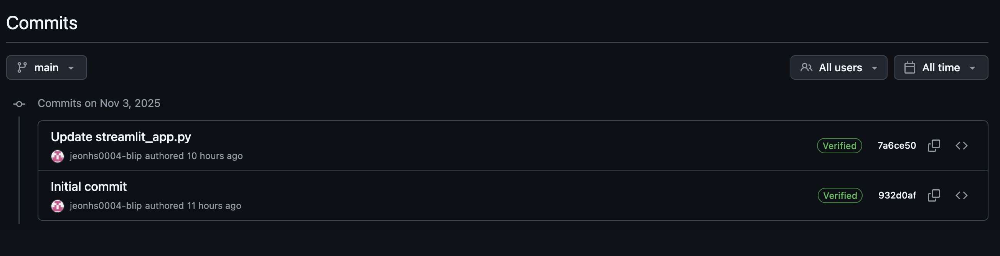 Commits
main
All users
All time
Commits on Nov 3, 2025
Update streamlit_app.py
jeonhs0004-blip authored 10 hours ago
Verified
7a6ce50
Initial commit
jeonhs0004-blip authored 11 hours ago
Verified
932d0af